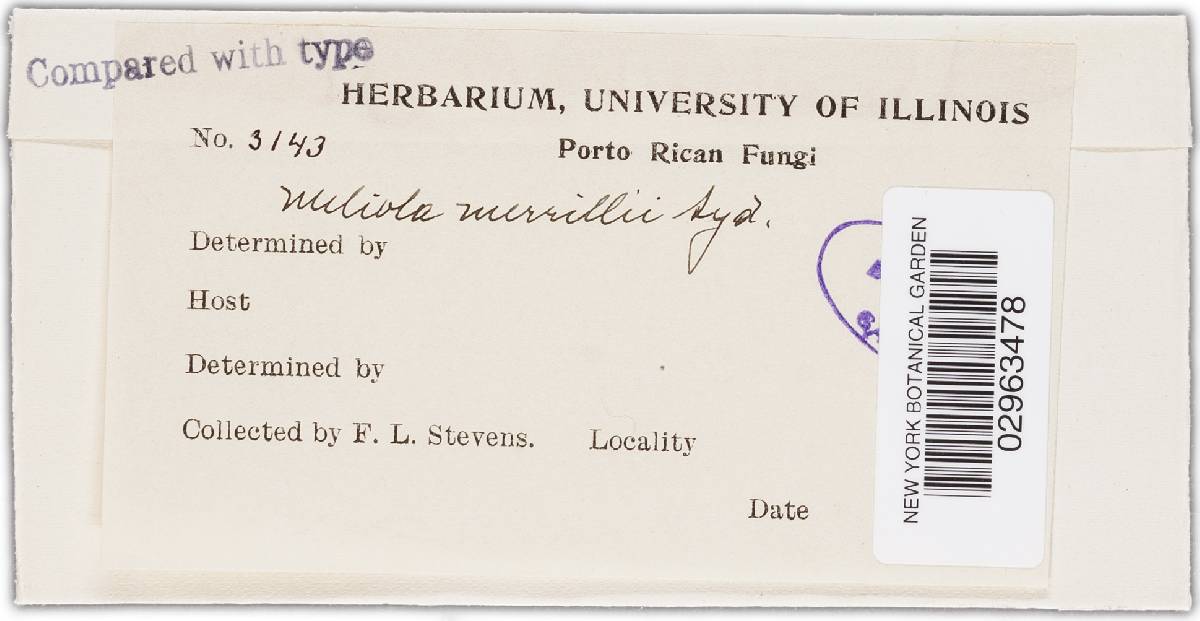 Compared with type
HERBARIUM, UNIVERSITY OF ILLINOIS
No. 3143
Porto Rican Fungi
Meliola merrillii Syd.
Determined by
Host
Determined by
Collected by F. L. Stevens. Locality
Date
NEW YORK BOTANICAL GARDEN
02963478